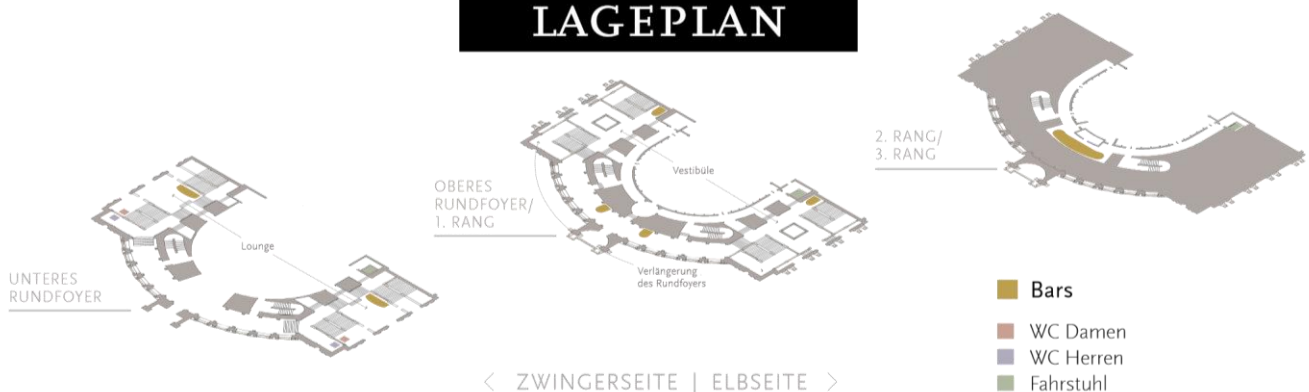 LAGEPLAN
UNTERES
RUNDFOYER
Lounge
OBERES
RUNDFOYER/
1. RANG
Vestibüle
Verlängerung
des Rundfoyers
2. RANG/
3. RANG
Bars
WC Damen
WC Herren
Fahrstuhl
< ZWINGERSEITE | ELBSEITE >